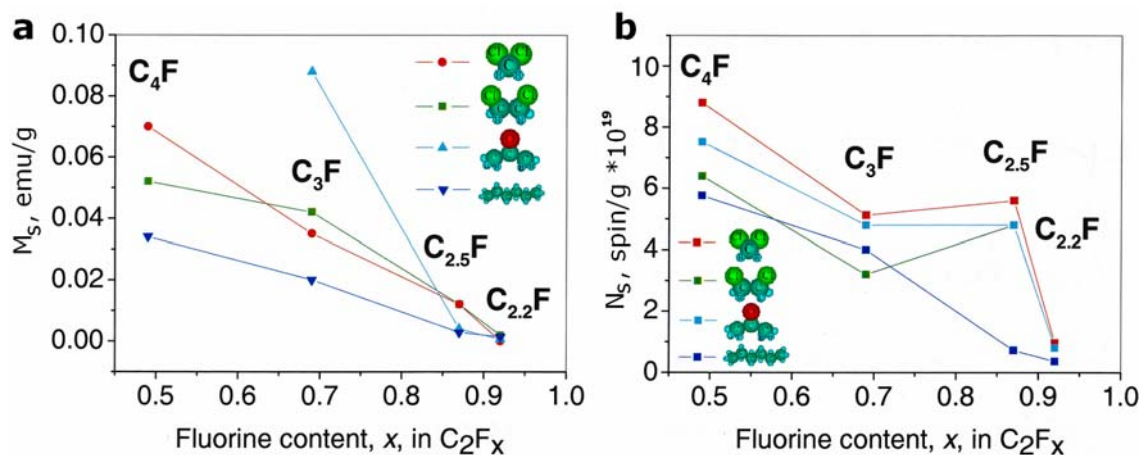 a
0.10
0.08
0.06
0.04
0.02
0.00
M_s, emu/g
C₄F
C₃F
C₂.₅F
C₂.₂F
0.5 0.6 0.7 0.8 0.9 1.0
Fluorine content, x, in C₂Fₓ
b
10
8
6
4
2
0
N_s, spin/g *10¹⁹
C₄F
C₃F
C₂.₅F
C₂.₂F
0.5 0.6 0.7 0.8 0.9 1.0
Fluorine content, x, in C₂Fₓ